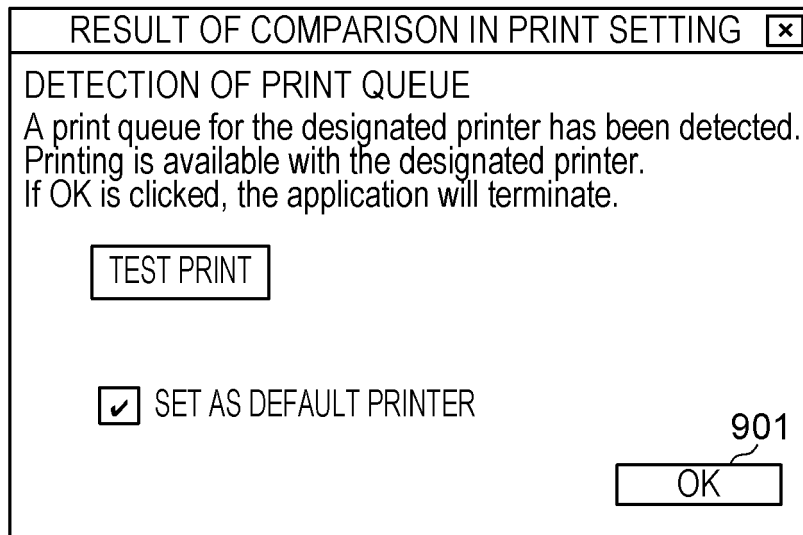 RESULT OF COMPARISON IN PRINT SETTING
DETECTION OF PRINT QUEUE
A print queue for the designated printer has been detected.
Printing is available with the designated printer.
If OK is clicked, the application will terminate.
TEST PRINT
SET AS DEFAULT PRINTER
901
OK